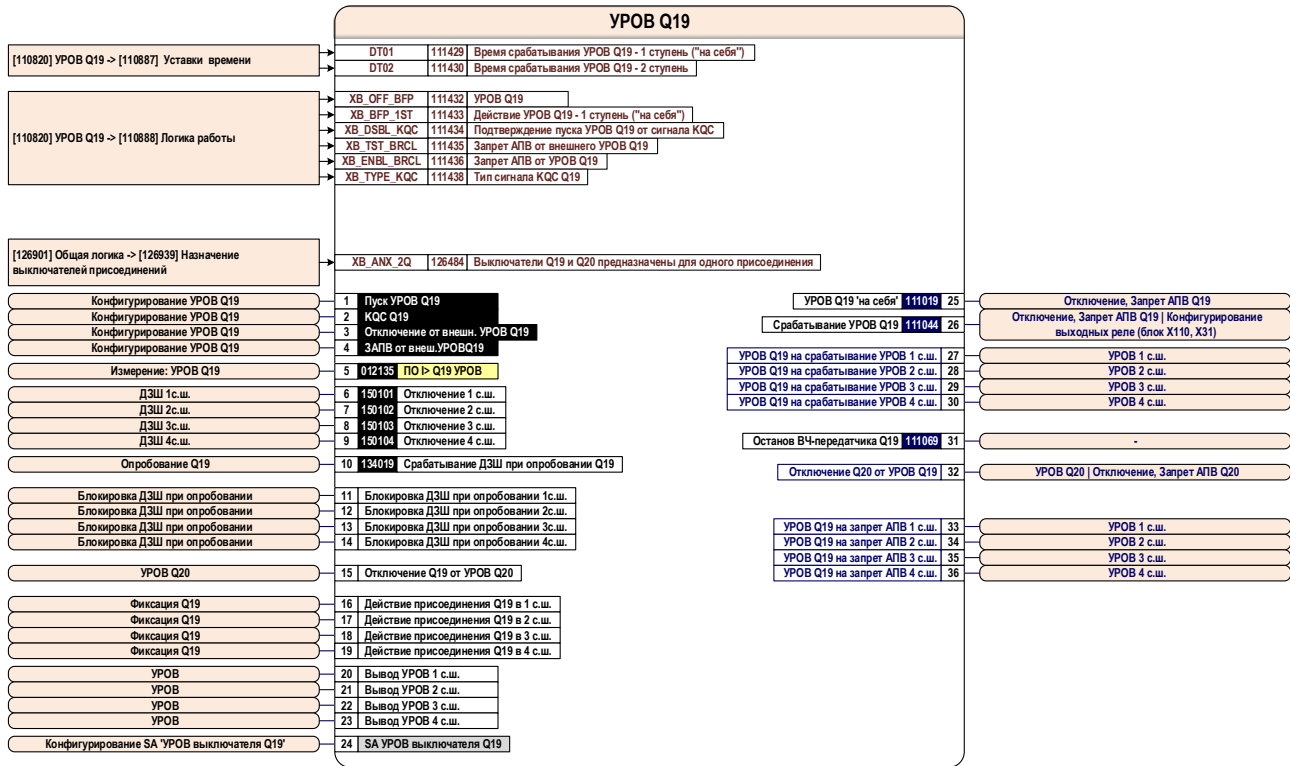 УРОВ Q19
[110820] УРОВ Q19 -> [110887] Уставки времени
DT01 111429 Время срабатывания УРОВ Q19 - 1 ступень ("на себя")
DT02 111430 Время срабатывания УРОВ Q19 - 2 ступень
[110820] УРОВ Q19 -> [110888] Логика работы
XB_OFF_BFP 111432 УРОВ Q19
XB_BFP_1ST 111433 Действие УРОВ Q19 - 1 ступень ("на себя")
XB_DSBL_KQC 111434 Подтверждение пуска УРОВ Q19 от сигнала KQC
XB_TST_BRCL 111435 Запрет АПВ от внешнего УРОВ Q19
XB_ENBL_BRCL 111436 Запрет АПВ от УРОВ Q19
XB_TYPE_KQC 111438 Тип сигнала KQC Q19
[126901] Общая логика -> [126939] Назначение
выключателей присоединений
XB_ANX_2Q 126484 Выключатели Q19 и Q20 предназначены для одного присоединения
Конфигурирование УРОВ Q19 1 Пуск УРОВ Q19
Конфигурирование УРОВ Q19 2 KQC Q19
Конфигурирование УРОВ Q19 3 Отключение от внешн. УРОВ Q19
Конфигурирование УРОВ Q19 4 ЗАПВ от внеш.УРОВQ19
Измерение: УРОВ Q19 5 012135 ПО I> Q19 УРОВ
ДЗШ 1с.ш. 6 150101 Отключение 1 с.ш.
ДЗШ 2с.ш. 7 150102 Отключение 2 с.ш.
ДЗШ 3с.ш. 8 150103 Отключение 3 с.ш.
ДЗШ 4с.ш. 9 150104 Отключение 4 с.ш.
Опробование Q19 10 134019 Срабатывание ДЗШ при опробовании Q19
Блокировка ДЗШ при опробовании 11 Блокировка ДЗШ при опробовании 1с.ш.
Блокировка ДЗШ при опробовании 12 Блокировка ДЗШ при опробовании 2с.ш.
Блокировка ДЗШ при опробовании 13 Блокировка ДЗШ при опробовании 3с.ш.
Блокировка ДЗШ при опробовании 14 Блокировка ДЗШ при опробовании 4с.ш.
УРОВ Q20 15 Отключение Q19 от УРОВ Q20
Фиксация Q19 16 Действие присоединения Q19 в 1 с.ш.
Фиксация Q19 17 Действие присоединения Q19 в 2 с.ш.
Фиксация Q19 18 Действие присоединения Q19 в 3 с.ш.
Фиксация Q19 19 Действие присоединения Q19 в 4 с.ш.
УРОВ 20 Вывод УРОВ 1 с.ш.
УРОВ 21 Вывод УРОВ 2 с.ш.
УРОВ 22 Вывод УРОВ 3 с.ш.
УРОВ 23 Вывод УРОВ 4 с.ш.
Конфигурирование SA 'УРОВ выключателя Q19' 24 SA УРОВ выключателя Q19
УРОВ Q19 'на себя' 111019 25 Отключение, Запрет АПВ Q19
Срабатывание УРОВ Q19 111044 26 Отключение, Запрет АПВ Q19 | Конфигурирование
выходных реле (блок X110, X31)
УРОВ Q19 на срабатывание УРОВ 1 с.ш. 27 УРОВ 1 с.ш.
УРОВ Q19 на срабатывание УРОВ 2 с.ш. 28 УРОВ 2 с.ш.
УРОВ Q19 на срабатывание УРОВ 3 с.ш. 29 УРОВ 3 с.ш.
УРОВ Q19 на срабатывание УРОВ 4 с.ш. 30 УРОВ 4 с.ш.
Останов ВЧ-передатчика Q19 111069 31 -
Отключение Q20 от УРОВ Q19 32 УРОВ Q20 | Отключение, Запрет АПВ Q20
УРОВ Q19 на запрет АПВ 1 с.ш. 33 УРОВ 1 с.ш.
УРОВ Q19 на запрет АПВ 2 с.ш. 34 УРОВ 2 с.ш.
УРОВ Q19 на запрет АПВ 3 с.ш. 35 УРОВ 3 с.ш.
УРОВ Q19 на запрет АПВ 4 с.ш. 36 УРОВ 4 с.ш.